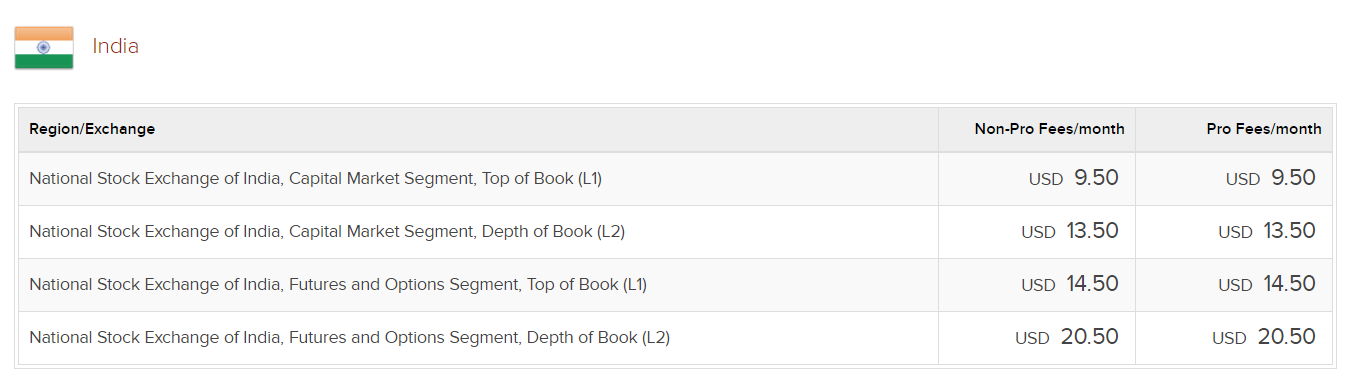 India
Region/Exchange Non-Pro Fees/month Pro Fees/month
National Stock Exchange of India, Capital Market Segment, Top of Book (L1) USD 9.50 USD 9.50
National Stock Exchange of India, Capital Market Segment, Depth of Book (L2) USD 13.50 USD 13.50
National Stock Exchange of India, Futures and Options Segment, Top of Book (L1) USD 14.50 USD 14.50
National Stock Exchange of India, Futures and Options Segment, Depth of Book (L2) USD 20.50 USD 20.50